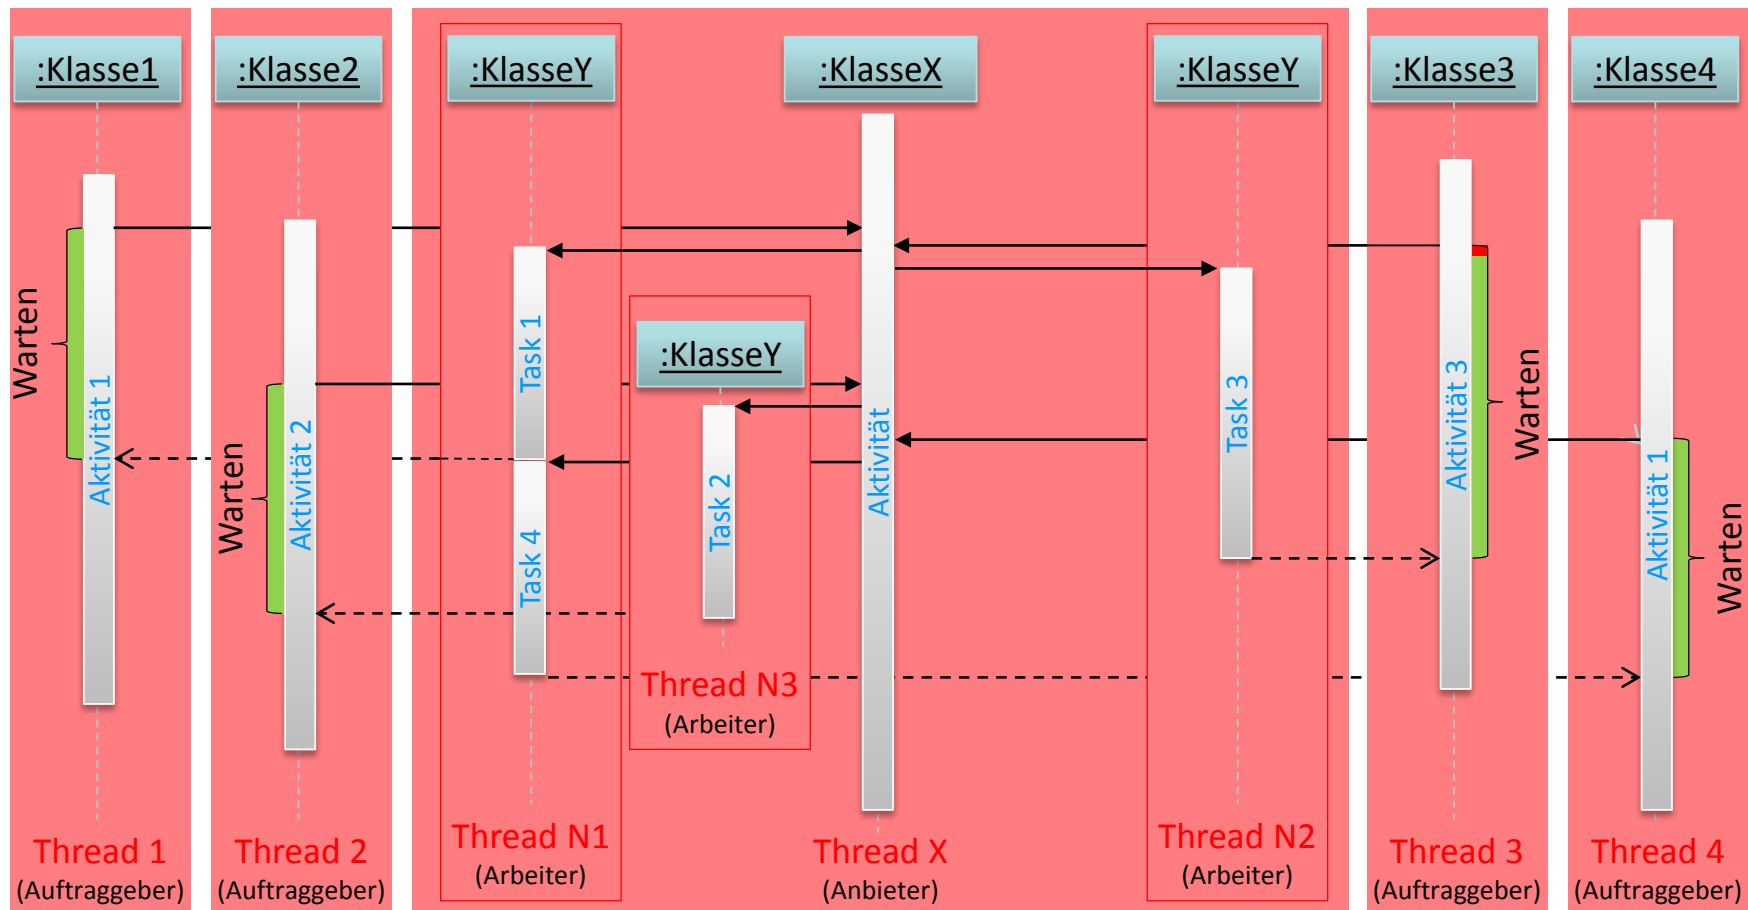 :Klasse1
:Klasse2
:KlasseY
:KlasseX
:KlasseY
:Klasse3
:Klasse4
:KlasseY
Warten
Aktivität 1
Warten
Aktivität 2
Task 1
Task 4
Task 2
Aktivität
Task 3
Aktivität 3
Warten
Aktivität 1
Warten
Thread N3
(Arbeiter)
Thread 1
(Auftraggeber)
Thread 2
(Auftraggeber)
Thread N1
(Arbeiter)
Thread X
(Anbieter)
Thread N2
(Arbeiter)
Thread 3
(Auftraggeber)
Thread 4
(Auftraggeber)